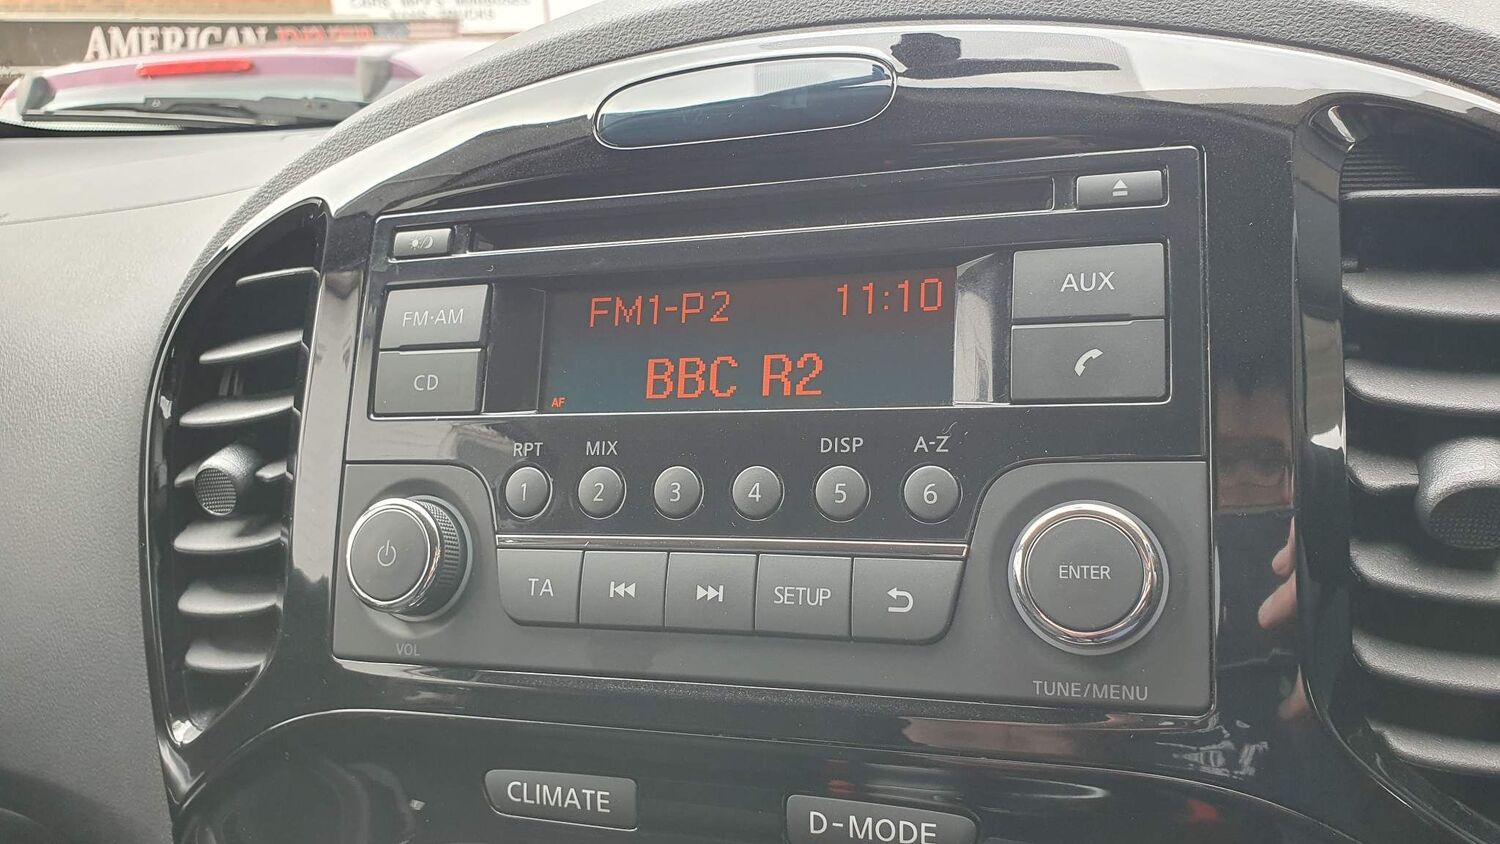 AMERICAN DINER
FM1-P2 11:10
BBC R2
AF
FM·AM
CD
AUX
RPT MIX DISP A-Z
1 2 3 4 5 6
TA SETUP
ENTER
VOL
TUNE/MENU
CLIMATE
D-MODE